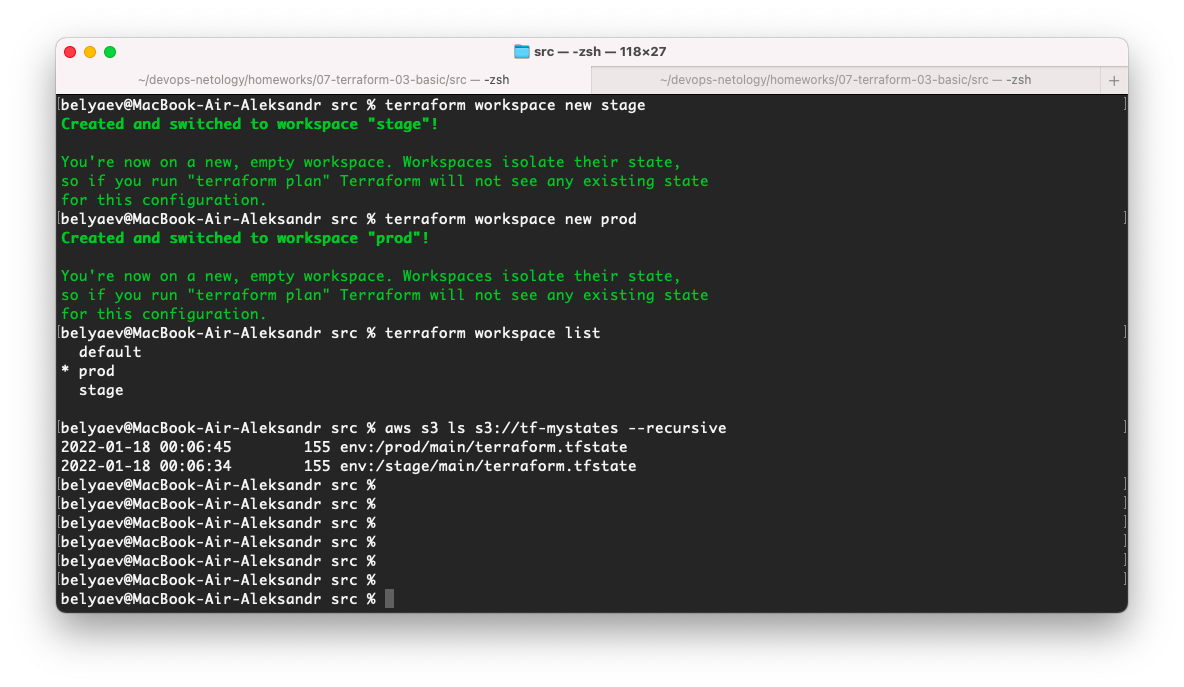 src — -zsh — 118×27
~/devops-netology/homeworks/07-terraform-03-basic/src — -zsh
~/devops-netology/homeworks/07-terraform-03-basic/src — -zsh
+
[belyaev@MacBook-Air-Aleksandr src % terraform workspace new stage ]
Created and switched to workspace "stage"!
You're now on a new, empty workspace. Workspaces isolate their state,
so if you run "terraform plan" Terraform will not see any existing state
for this configuration.
[belyaev@MacBook-Air-Aleksandr src % terraform workspace new prod ]
Created and switched to workspace "prod"!
You're now on a new, empty workspace. Workspaces isolate their state,
so if you run "terraform plan" Terraform will not see any existing state
for this configuration.
[belyaev@MacBook-Air-Aleksandr src % terraform workspace list ]
  default
* prod
  stage
[belyaev@MacBook-Air-Aleksandr src % aws s3 ls s3://tf-mystates --recursive ]
2022-01-18 00:06:45        155 env:/prod/main/terraform.tfstate
2022-01-18 00:06:34        155 env:/stage/main/terraform.tfstate
[belyaev@MacBook-Air-Aleksandr src % ]
[belyaev@MacBook-Air-Aleksandr src % ]
[belyaev@MacBook-Air-Aleksandr src % ]
[belyaev@MacBook-Air-Aleksandr src % ]
[belyaev@MacBook-Air-Aleksandr src % ]
[belyaev@MacBook-Air-Aleksandr src % ]
belyaev@MacBook-Air-Aleksandr src %